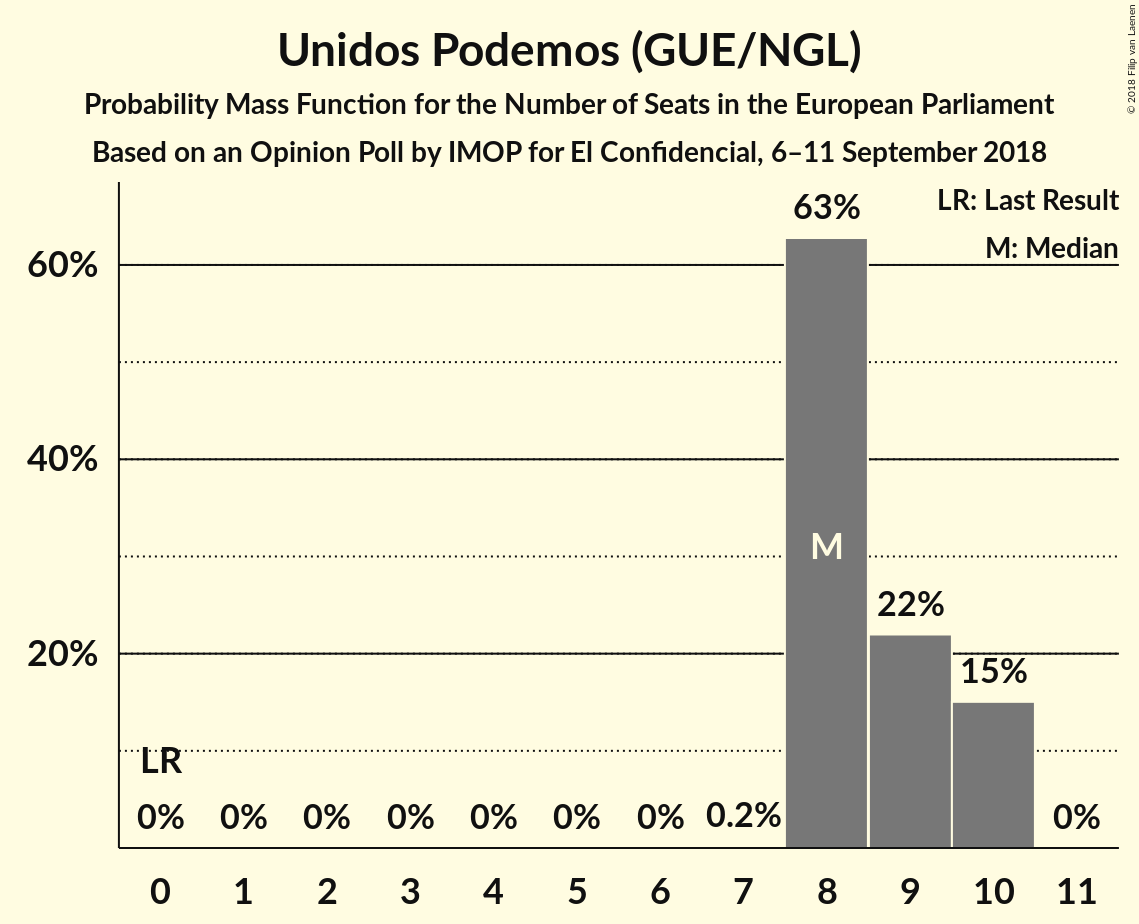 Unidos Podemos (GUE/NGL)
Probability Mass Function for the Number of Seats in the European Parliament
Based on an Opinion Poll by IMOP for El Confidencial, 6–11 September 2018
© 2018 Filip van Laenen
LR: Last Result
M: Median
63%
60%
40%
M
22%
20%
15%
LR
0% 0% 0% 0% 0% 0% 0% 0.2% 0%
0 1 2 3 4 5 6 7 8 9 10 11